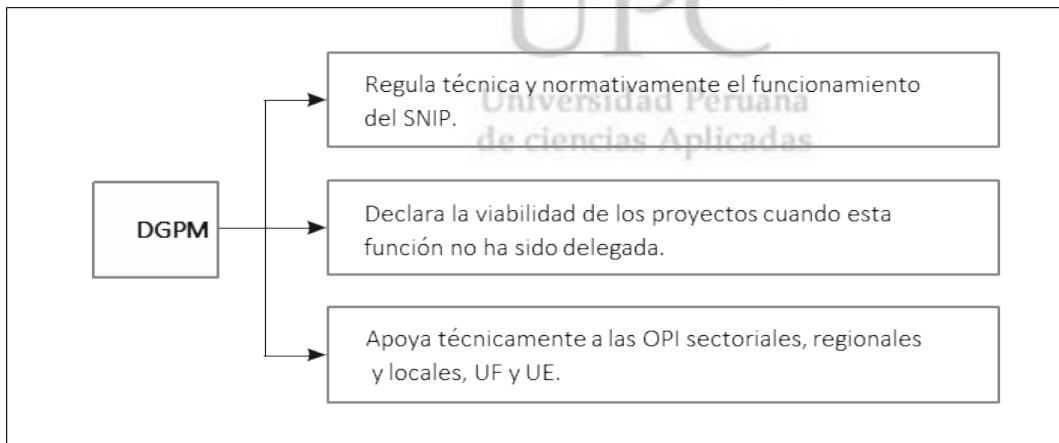 UPC
Universidad Peruana
de ciencias Aplicadas
Regula técnica y normativamente el funcionamiento
del SNIP.
DGPM
Declara la viabilidad de los proyectos cuando esta
función no ha sido delegada.
Apoya técnicamente a las OPI sectoriales, regionales
y locales, UF y UE.